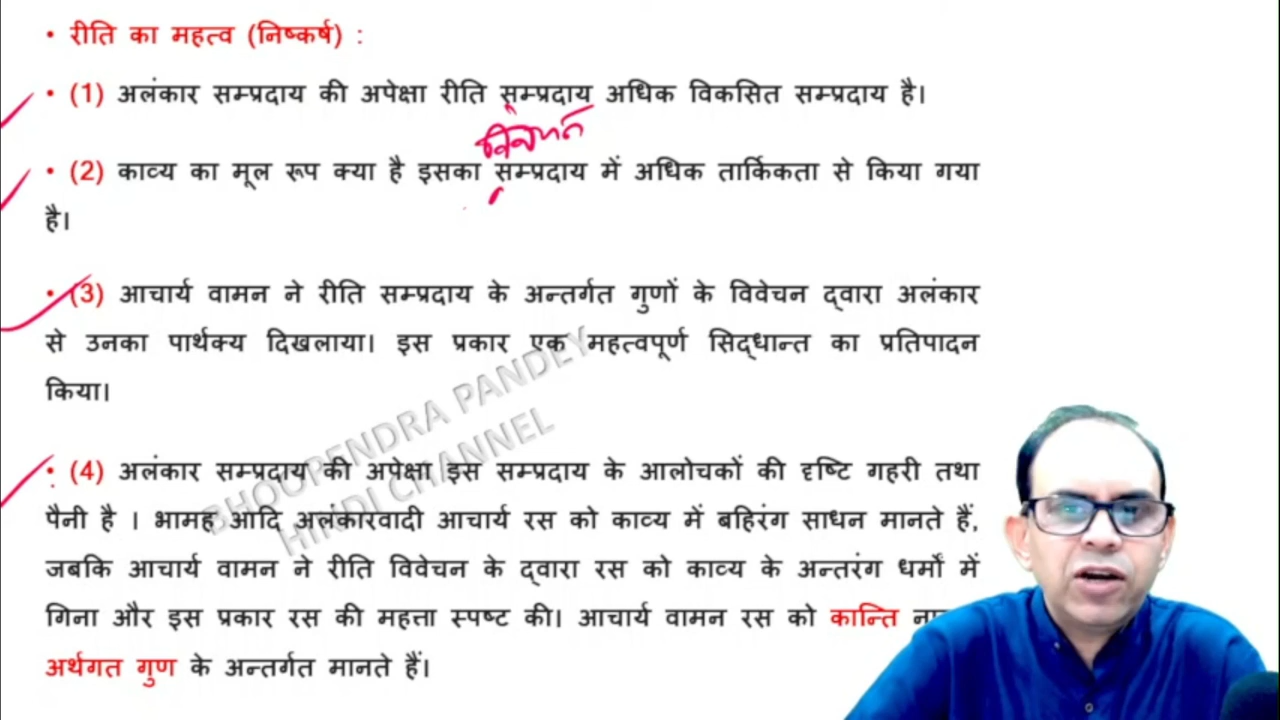 • रीति का महत्व (निष्कर्ष) :
• (1) अलंकार सम्प्रदाय की अपेक्षा रीति सम्प्रदाय अधिक विकसित सम्प्रदाय है।
• (2) काव्य का मूल रूप क्या है इसका सम्प्रदाय में अधिक तार्किकता से किया गया
है।
• (3) आचार्य वामन ने रीति सम्प्रदाय के अन्तर्गत गुणों के विवेचन द्वारा अलंकार
से उनका पार्थक्य दिखलाया। इस प्रकार एक महत्वपूर्ण सिद्धान्त का प्रतिपादन
किया।
• (4) अलंकार सम्प्रदाय की अपेक्षा इस सम्प्रदाय के आलोचकों की दृष्टि गहरी तथा
पैनी है । भामह आदि अलंकारवादी आचार्य रस को काव्य में बहिरंग साधन मानते हैं,
जबकि आचार्य वामन ने रीति विवेचन के द्वारा रस को काव्य के अन्तरंग धर्मों में
गिना और इस प्रकार रस की महत्ता स्पष्ट की। आचार्य वामन रस को कान्ति
अर्थगत गुण के अन्तर्गत मानते हैं।
BHOOPENDRA PANDEY
HINDI CHANNEL